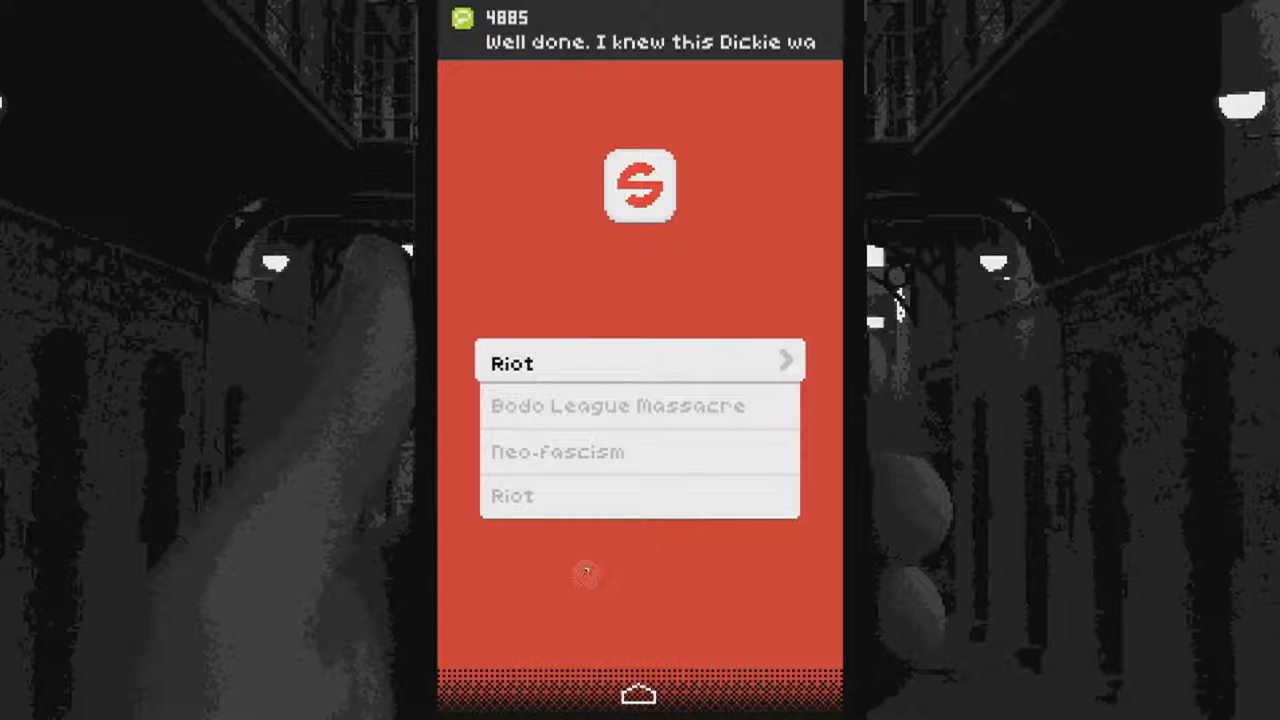 4885
Well done. I knew this Dickie wa
S
Riot
Bodo League Massacre
Neo-fascism
Riot